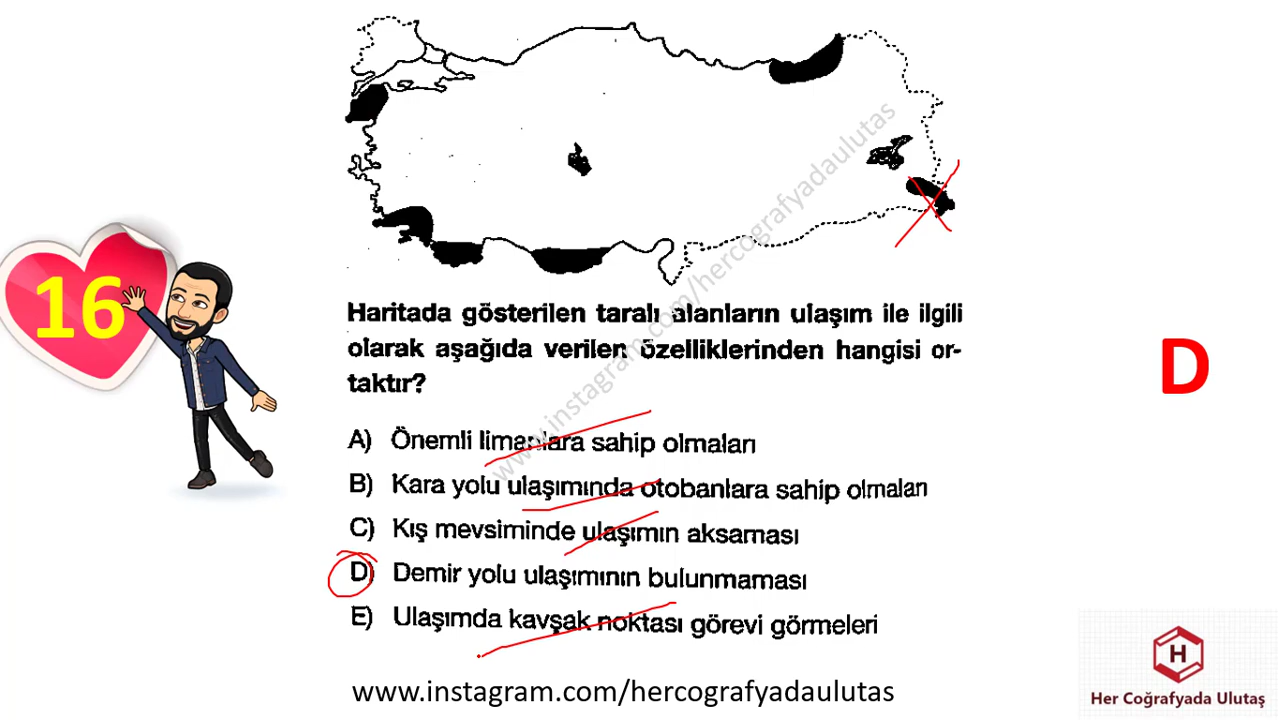 16
www.instagram.com/hercografyadaulutas
Haritada gösterilen taralı alanların ulaşım ile ilgili
olarak aşağıda verilen özelliklerinden hangisi or-
taktır?
D
A) Önemli limanlara sahip olmaları
B) Kara yolu ulaşımında otobanlara sahip olmaları
C) Kış mevsiminde ulaşımın aksaması
D) Demir yolu ulaşımının bulunmaması
E) Ulaşımda kavşak noktası görevi görmeleri
H
Her Coğrafyada Ulutaş
www.instagram.com/hercografyadaulutas